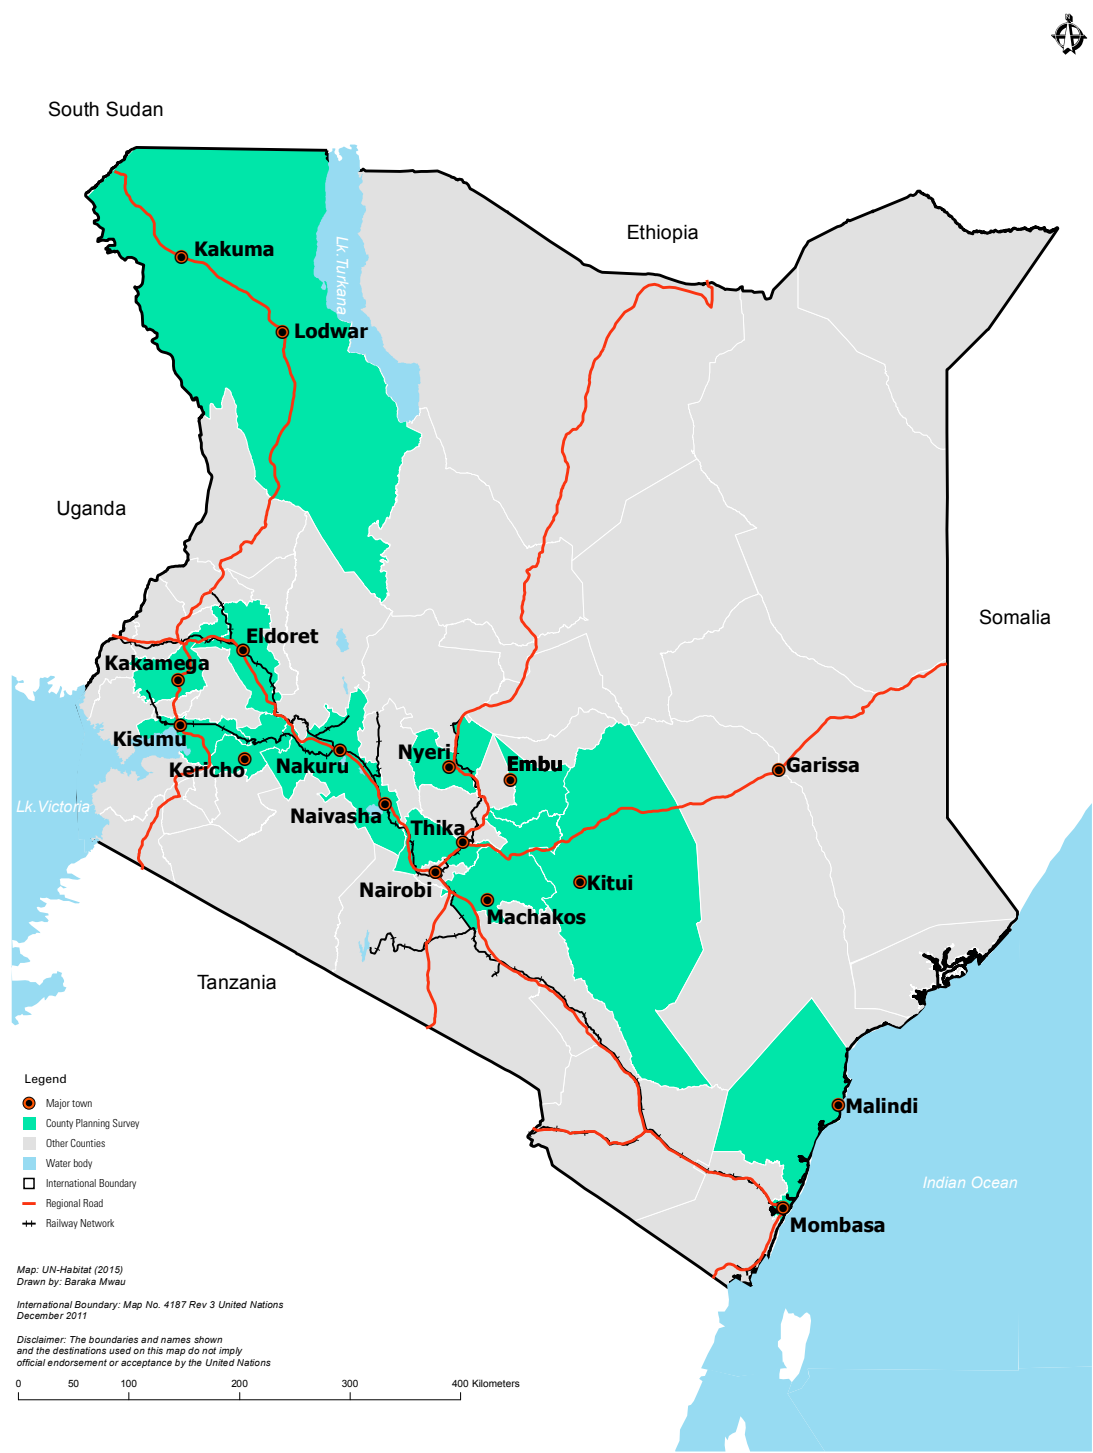 South Sudan
Ethiopia
Kakuma
Lk.Turkana
Lodwar
Uganda
Somalia
Eldoret
Kakamega
Kisumu
Nyeri
Embu
Kericho
Nakuru
Garissa
Lk.Victoria
Naivasha
Thika
Nairobi
Kitui
Machakos
Tanzania
Malindi
Indian Ocean
Mombasa
Legend
Major town
County Planning Survey
Other Counties
Water body
International Boundary
Regional Road
Railway Network
Map: UN-Habitat (2015)
Drawn by: Baraka Mwau
International Boundary: Map No. 4187 Rev 3 United Nations
December 2011
Disclaimer: The boundaries and names shown
and the destinations used on this map do not imply
official endorsement or acceptance by the United Nations
0 50 100 200 300 400 Kilometers